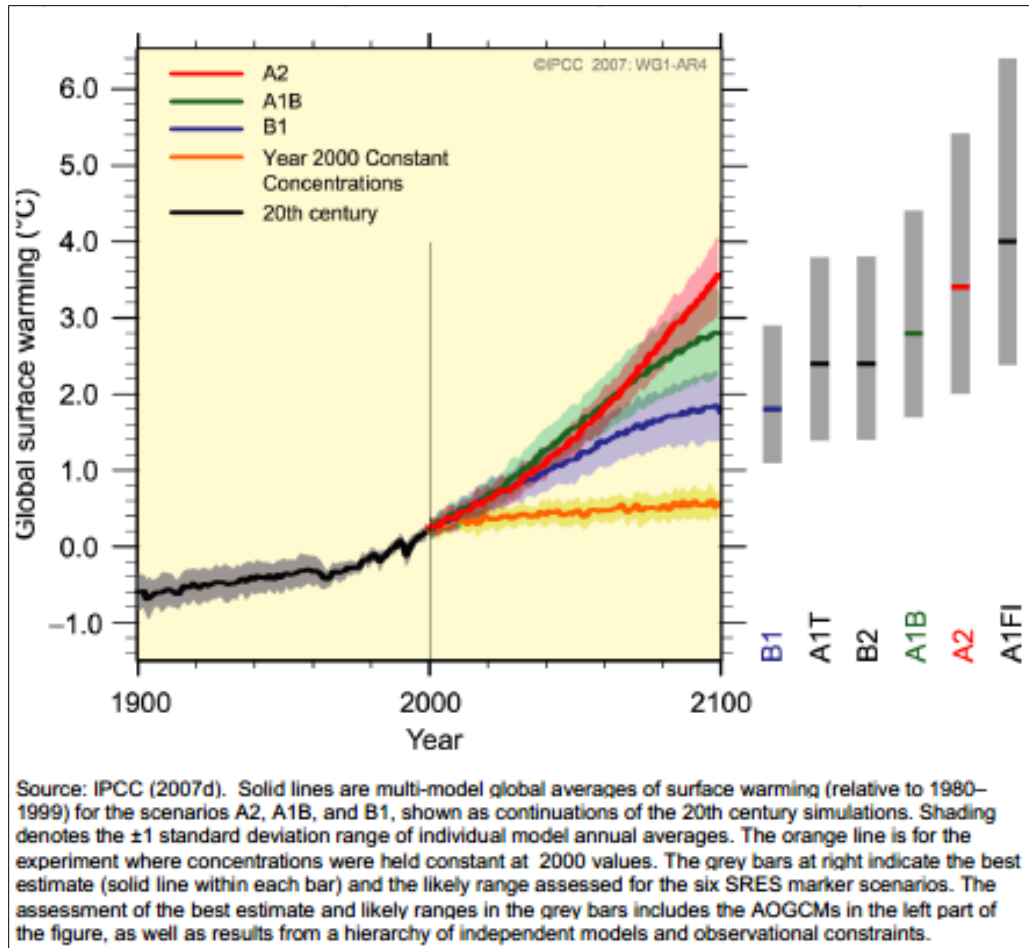 ©IPCC 2007: WG1-AR4
A2
A1B
B1
Year 2000 Constant
Concentrations
20th century
Global surface warming (°C)
6.0
5.0
4.0
3.0
2.0
1.0
0.0
–1.0
1900
2000
2100
Year
B1
A1T
B2
A1B
A2
A1FI
Source: IPCC (2007d). Solid lines are multi-model global averages of surface warming (relative to 1980–
1999) for the scenarios A2, A1B, and B1, shown as continuations of the 20th century simulations. Shading
denotes the ±1 standard deviation range of individual model annual averages. The orange line is for the
experiment where concentrations were held constant at 2000 values. The grey bars at right indicate the best
estimate (solid line within each bar) and the likely range assessed for the six SRES marker scenarios. The
assessment of the best estimate and likely ranges in the grey bars includes the AOGCMs in the left part of
the figure, as well as results from a hierarchy of independent models and observational constraints.